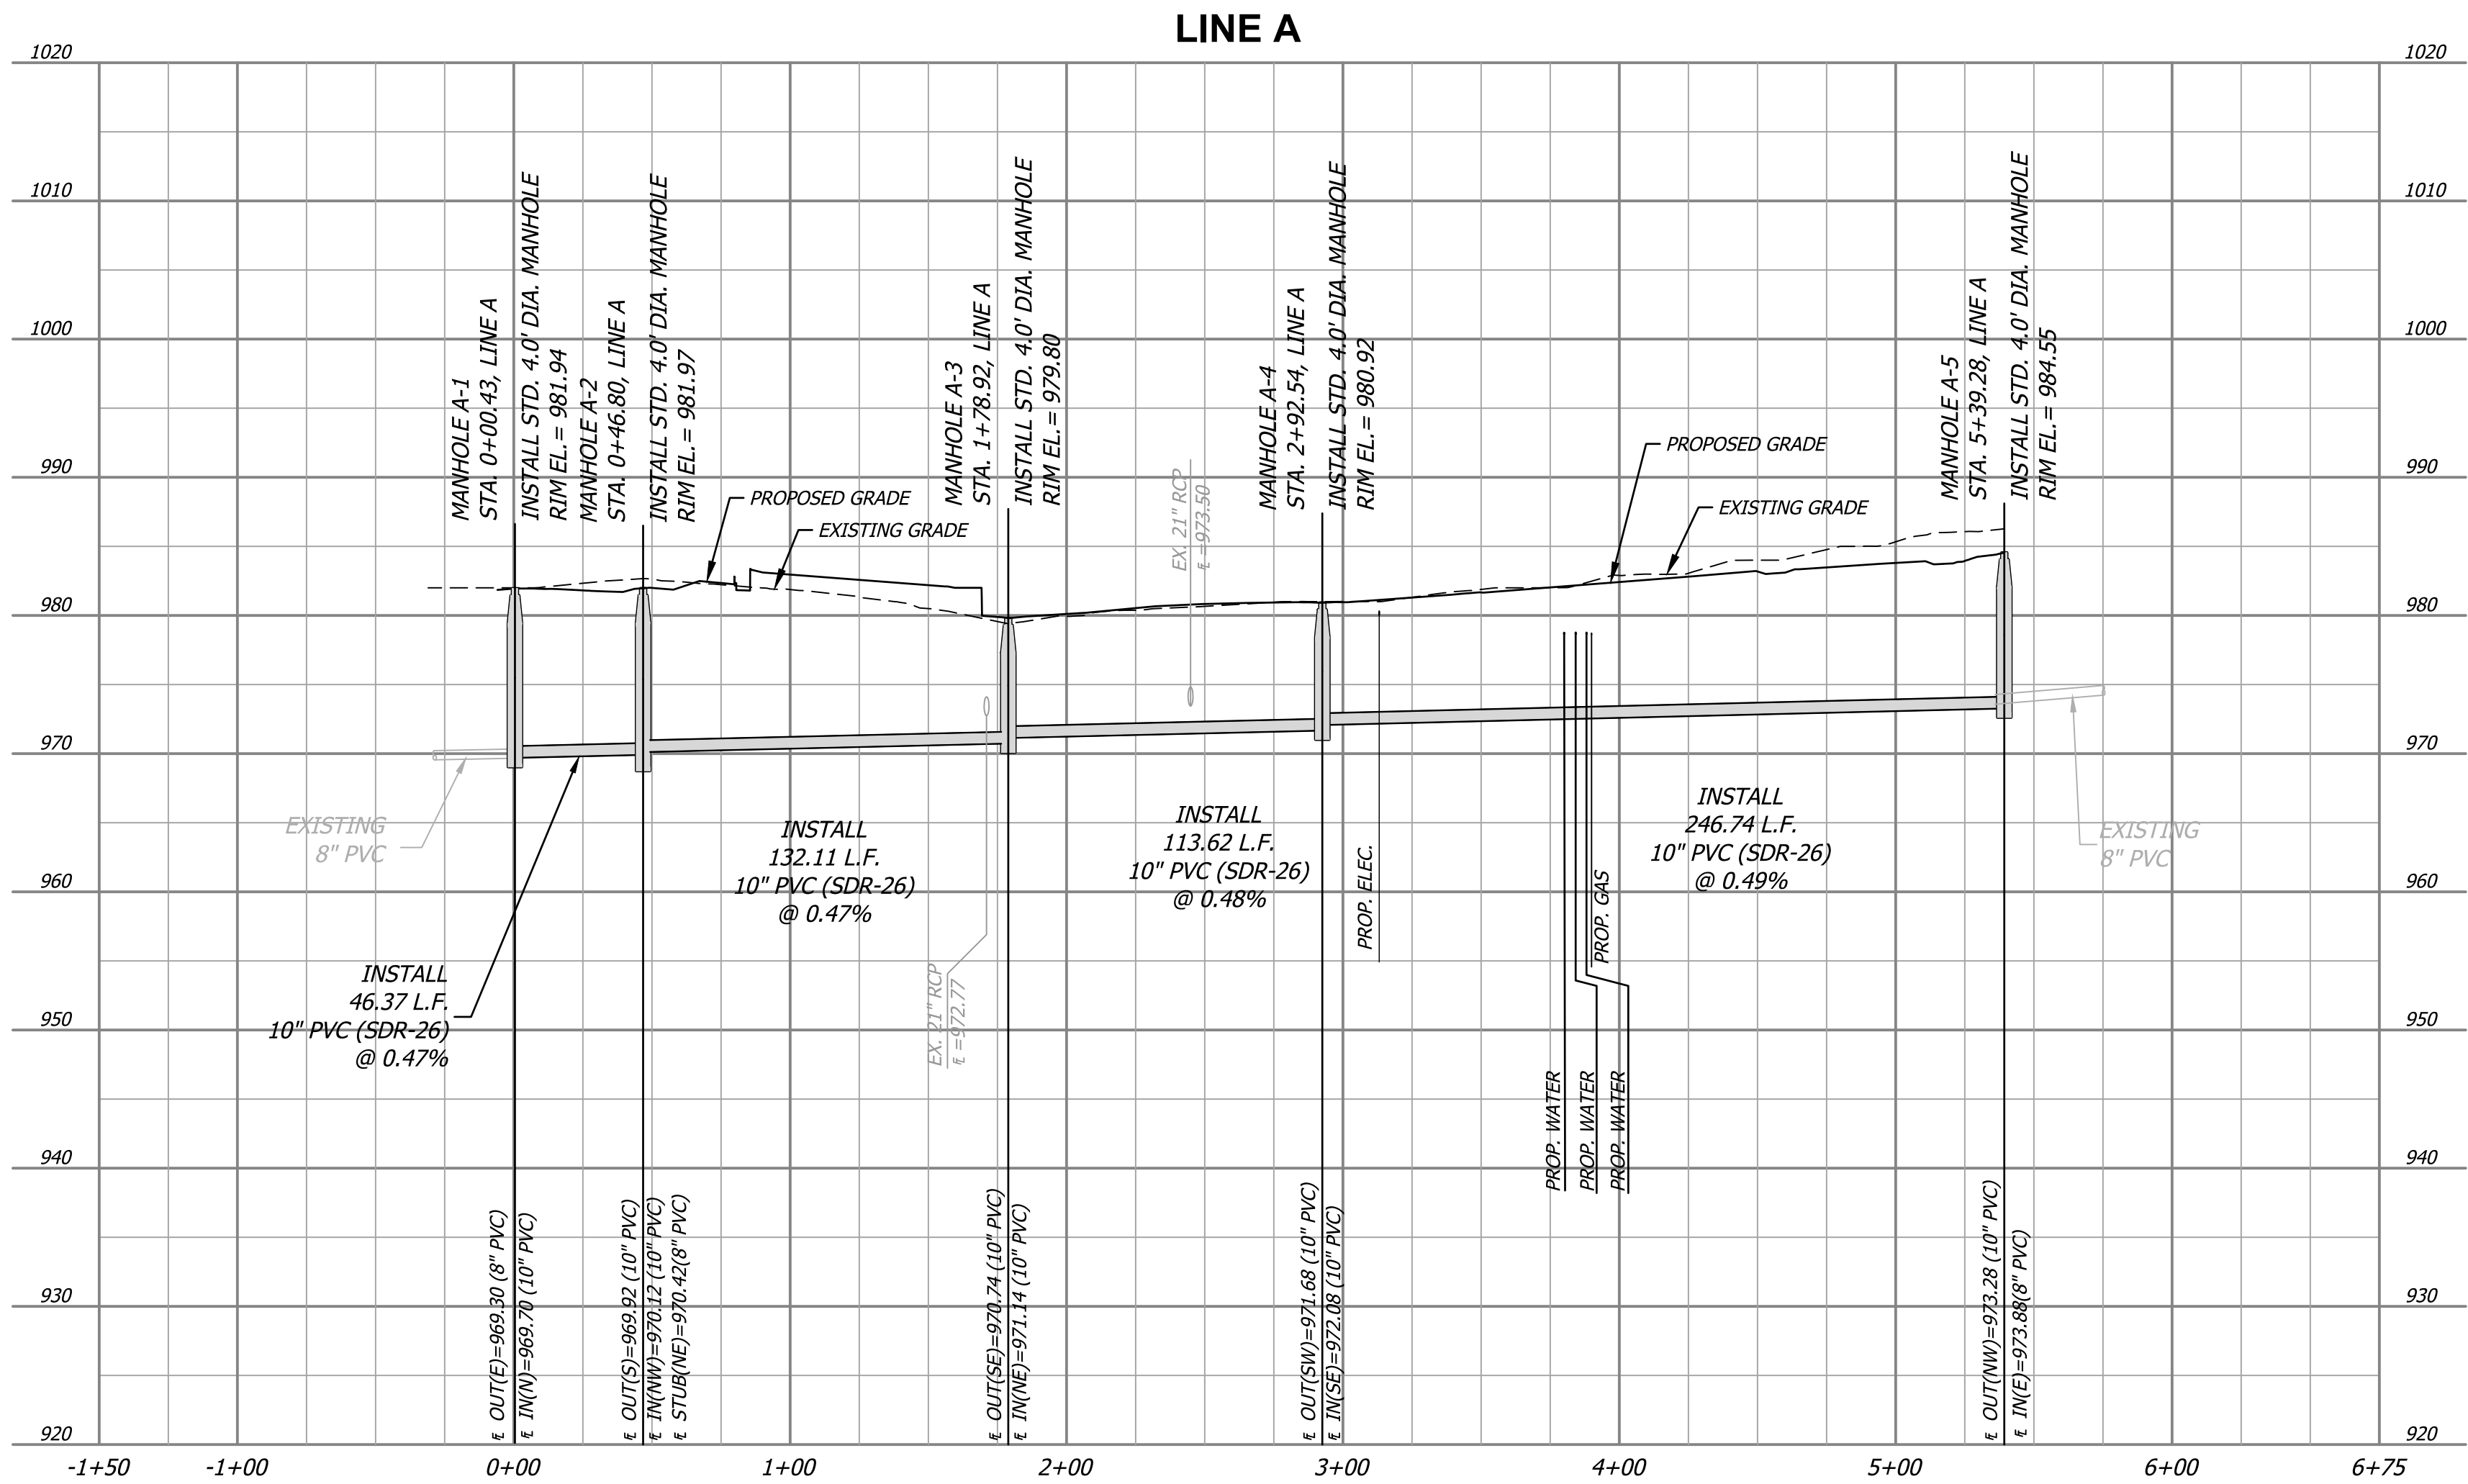 LINE A
1020
1020
1010
1010
1000
1000
990
990
980
980
970
970
960
960
950
950
940
940
930
930
920
920
MANHOLE A-1
STA. 0+00.43, LINE A
INSTALL STD. 4.0' DIA. MANHOLE
RIM EL.= 981.94
MANHOLE A-2
STA. 0+46.80, LINE A
INSTALL STD. 4.0' DIA. MANHOLE
RIM EL.= 981.97
MANHOLE A-3
STA. 1+78.92, LINE A
INSTALL STD. 4.0' DIA. MANHOLE
RIM EL.= 979.80
MANHOLE A-4
STA. 2+92.54, LINE A
INSTALL STD. 4.0' DIA. MANHOLE
RIM EL.= 980.92
MANHOLE A-5
STA. 5+39.28, LINE A
INSTALL STD. 4.0' DIA. MANHOLE
RIM EL.= 984.55
PROPOSED GRADE
EXISTING GRADE
EX. 21" RCP
℄=973.50
PROPOSED GRADE
EXISTING GRADE
EXISTING
8" PVC
INSTALL
46.37 L.F.
10" PVC (SDR-26)
@ 0.47%
INSTALL
132.11 L.F.
10" PVC (SDR-26)
@ 0.47%
EX. 21" RCP
℄=972.77
INSTALL
113.62 L.F.
10" PVC (SDR-26)
@ 0.48%
PROP. ELEC.
INSTALL
246.74 L.F.
10" PVC (SDR-26)
@ 0.49%
PROP. GAS
PROP. WATER
PROP. WATER
PROP. WATER
EXISTING
8" PVC
℄ OUT(E)=969.30 (8" PVC)
℄ IN(N)=969.70 (10" PVC)
℄ OUT(S)=969.92 (10" PVC)
℄ IN(NW)=970.12 (10" PVC)
℄ STUB(NE)=970.42(8" PVC)
℄ OUT(SE)=970.74 (10" PVC)
℄ IN(NE)=971.14 (10" PVC)
℄ OUT(SW)=971.68 (10" PVC)
℄ IN(SE)=972.08 (10" PVC)
℄ OUT(NW)=973.28 (10" PVC)
℄ IN(E)=973.88(8" PVC)
-1+50
-1+00
0+00
1+00
2+00
3+00
4+00
5+00
6+00
6+75